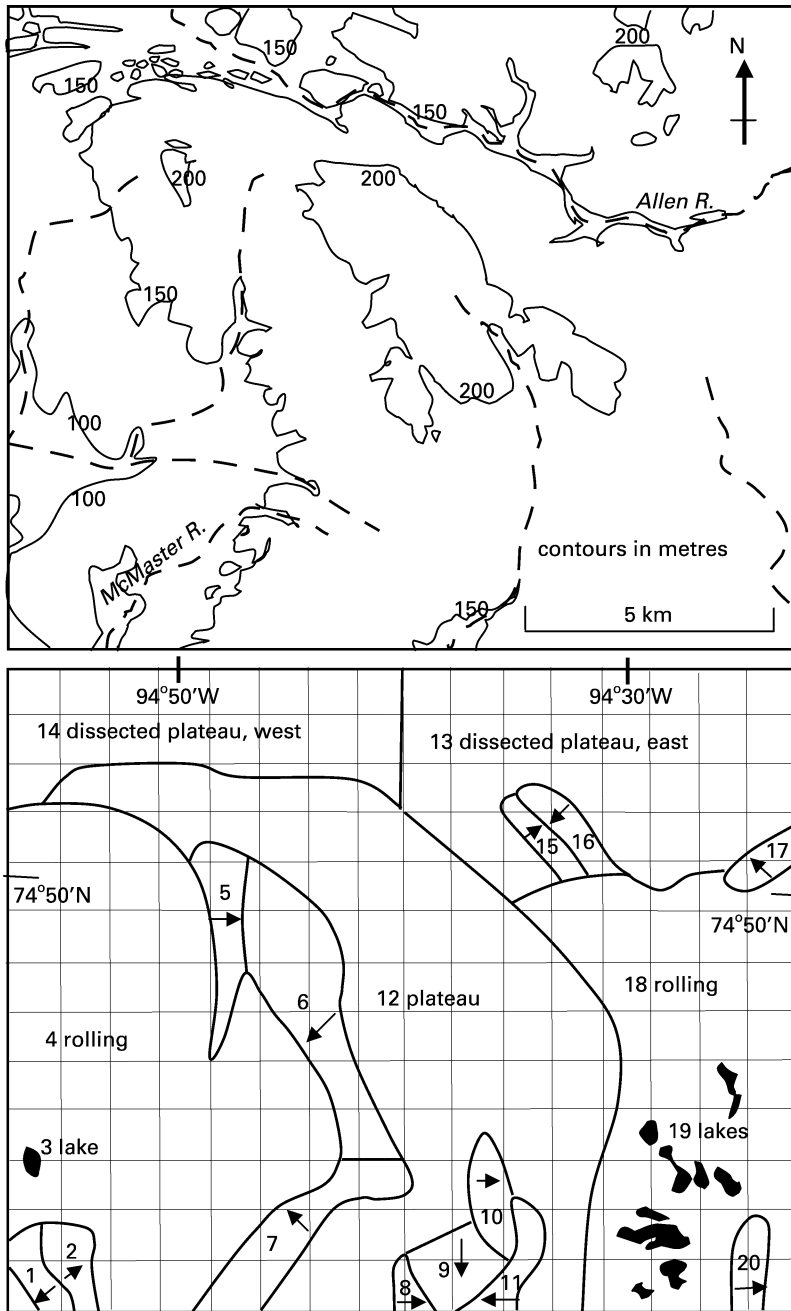 150
200
N
150
150
200
200
Allen R.
150
200
100
100
McMaster R.
contours in metres
150
5 km
94°50'W
94°30'W
14 dissected plateau, west
13 dissected plateau, east
15
16
17
74°50'N
5
74°50'N
18 rolling
6
12 plateau
4 rolling
3 lake
19 lakes
10
2
7
1
9
8
11
20